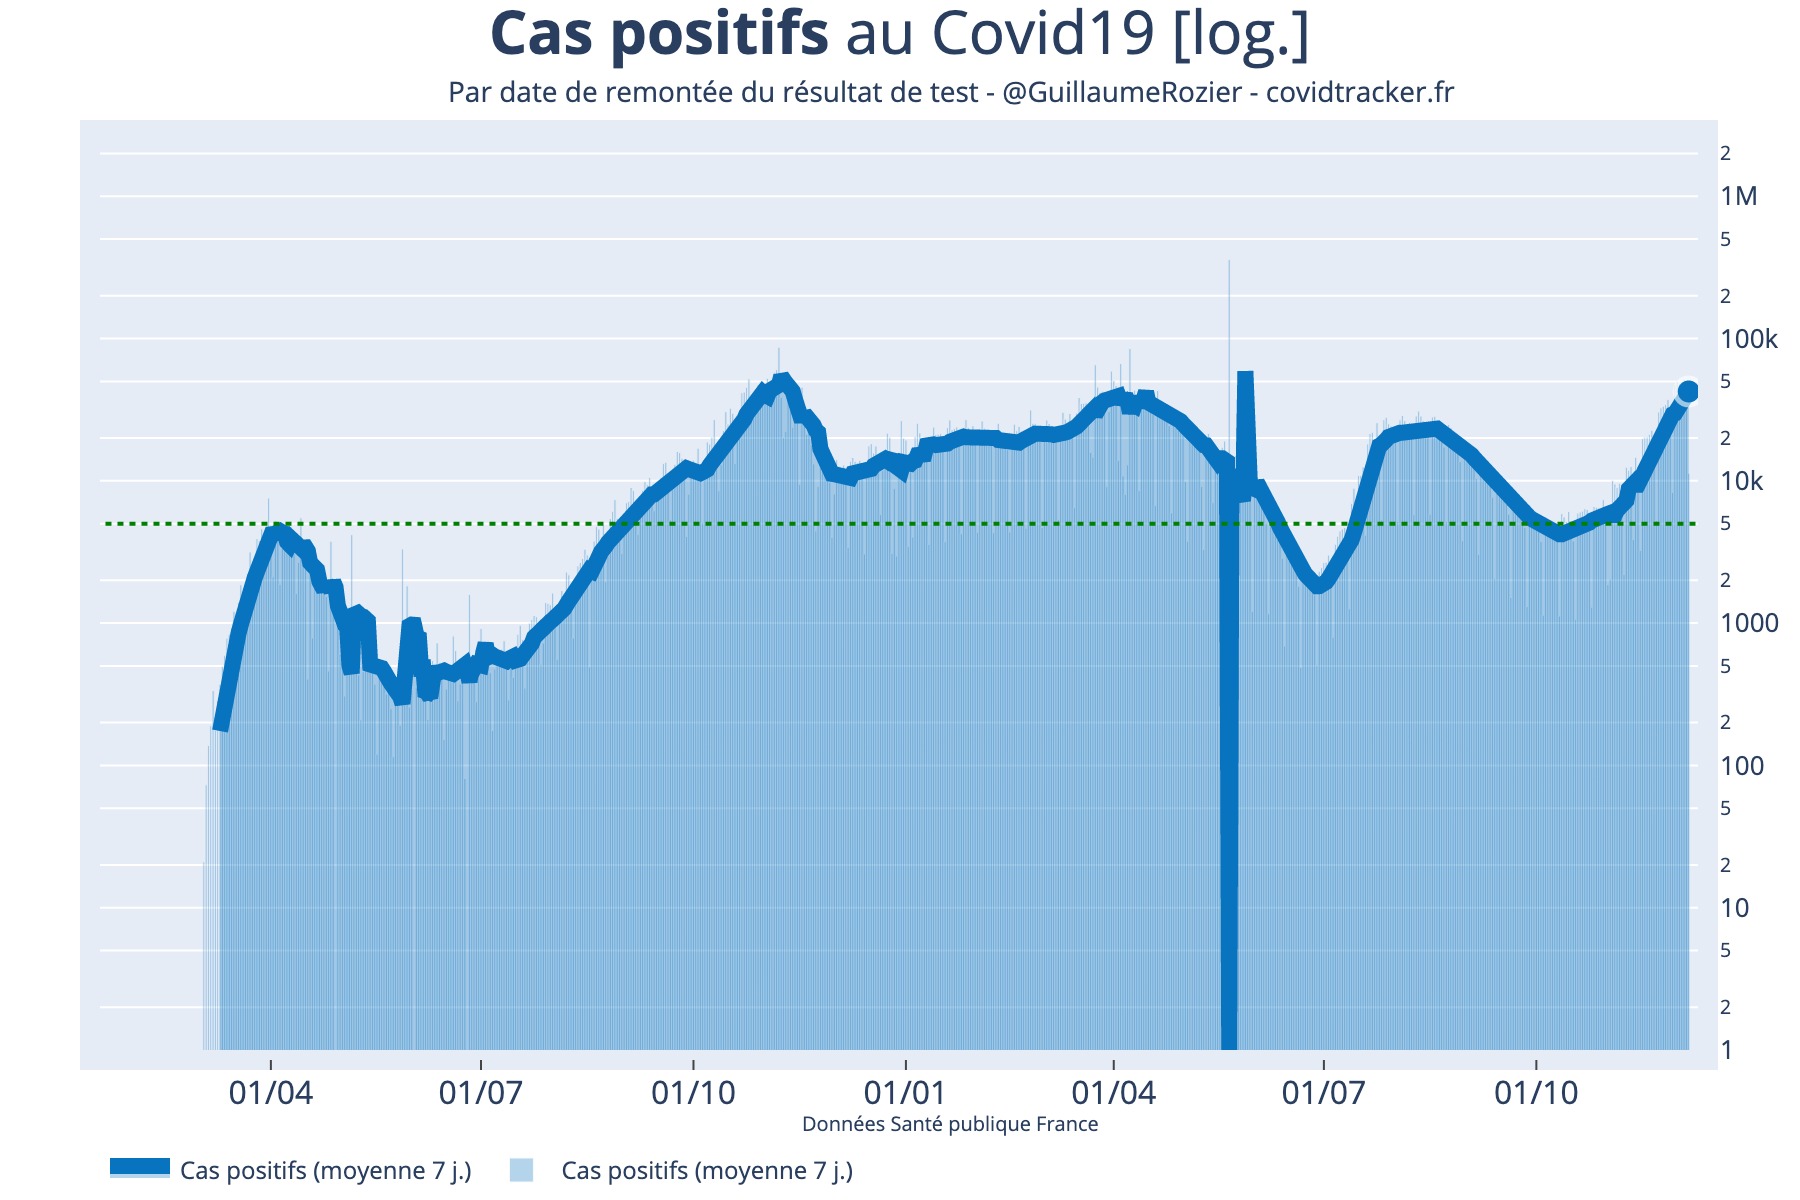 Cas positifs au Covid19 [log.]
Par date de remontée du résultat de test - @GuillaumeRozier - covidtracker.fr
2
1M
5
2
100k
5
2
10k
5
2
1000
5
2
100
5
2
10
5
2
1
01/04 01/07 01/10 01/01 01/04 01/07 01/10
Données Santé publique France
Cas positifs (moyenne 7 j.) Cas positifs (moyenne 7 j.)